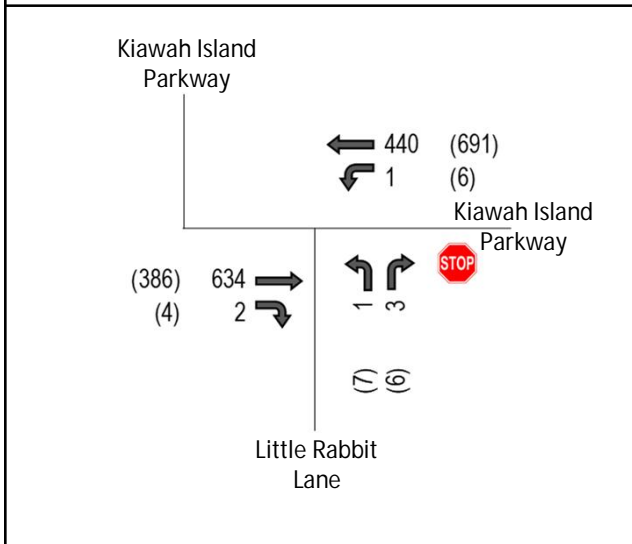 Kiawah Island
Parkway
440 (691)
1 (6)
Kiawah Island
Parkway
STOP
(386) 634
(4) 2
1 3
(7) (6)
Little Rabbit
Lane